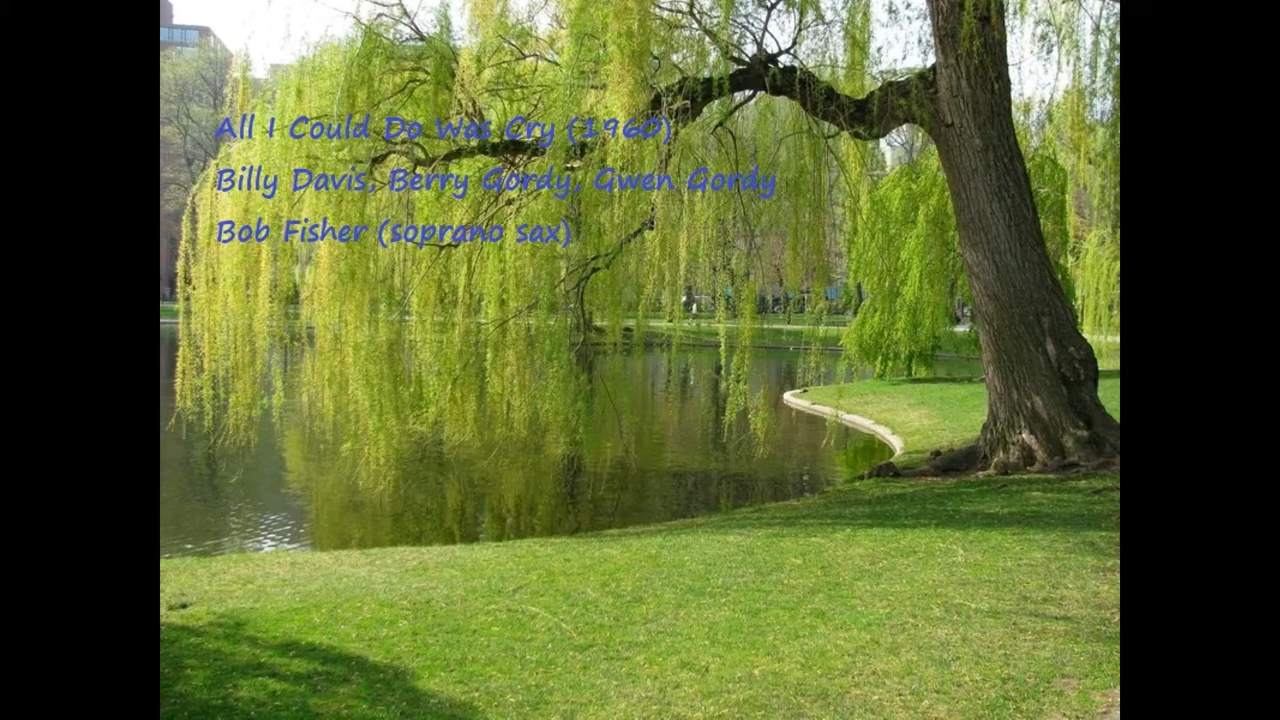 All I Could Do Was Cry (1960)
Billy Davis, Berry Gordy, Gwen Gordy
Bob Fisher (soprano sax)